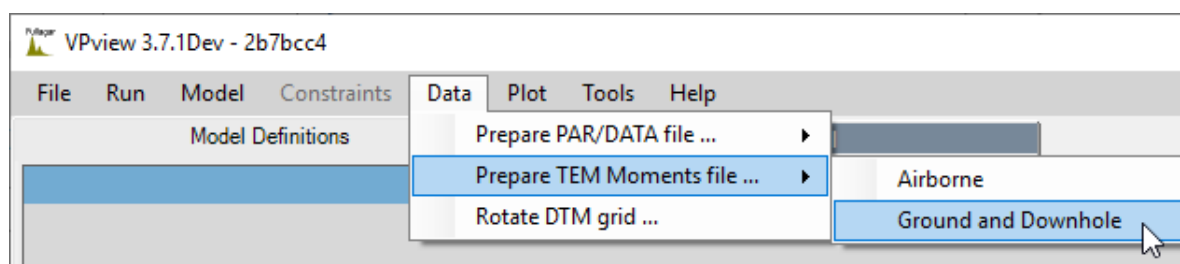 VPview 3.7.1Dev - 2b7bcc4
File Run Model Constraints Data Plot Tools Help
Model Definitions
Prepare PAR/DATA file ...
Prepare TEM Moments file ...
Airborne
Rotate DTM grid ...
Ground and Downhole